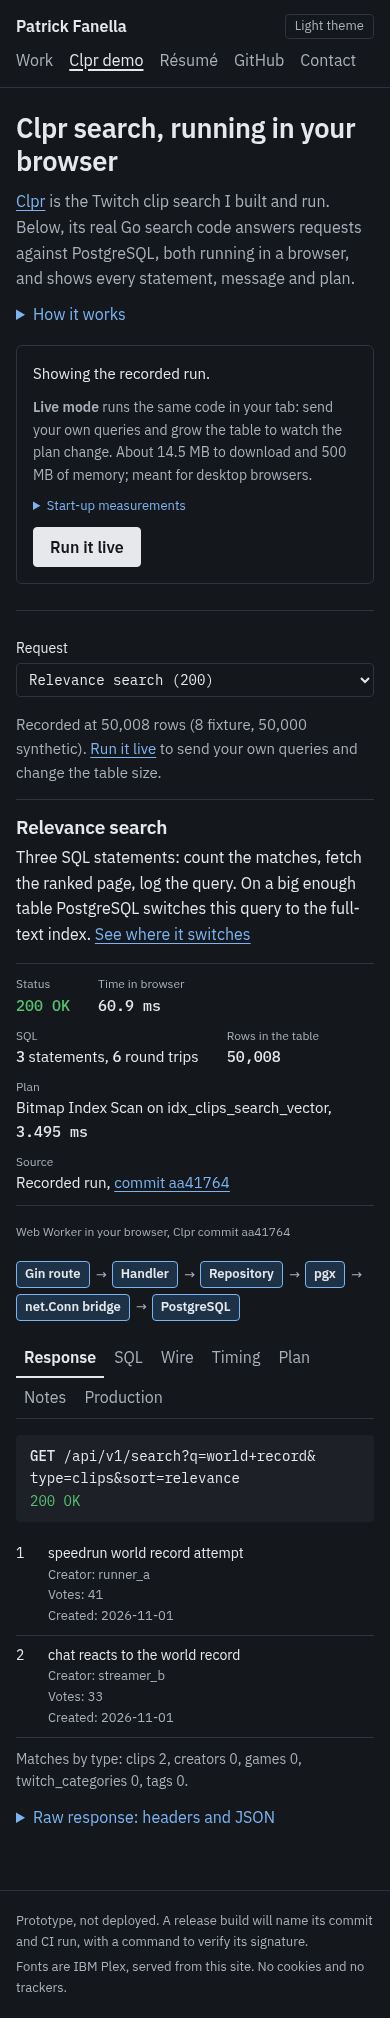 Patrick Fanella
Light theme
Work Clpr demo Résumé GitHub Contact
Clpr search, running in your
browser
Clpr is the Twitch clip search I built and run.
Below, its real Go search code answers requests
against PostgreSQL, both running in a browser,
and shows every statement, message and plan.
▶ How it works
Showing the recorded run.
Live mode runs the same code in your tab: send
your own queries and grow the table to watch the
plan change. About 14.5 MB to download and 500
MB of memory; meant for desktop browsers.
▶ Start-up measurements
Run it live
Request
Relevance search (200)
Recorded at 50,008 rows (8 fixture, 50,000
synthetic). Run it live to send your own queries and
change the table size.
Relevance search
Three SQL statements: count the matches, fetch
the ranked page, log the query. On a big enough
table PostgreSQL switches this query to the full-
text index. See where it switches
Status Time in browser
200 OK 60.9 ms
SQL Rows in the table
3 statements, 6 round trips 50,008
Plan
Bitmap Index Scan on idx_clips_search_vector,
3.495 ms
Source
Recorded run, commit aa41764
Web Worker in your browser, Clpr commit aa41764
Gin route → Handler → Repository → pgx →
net.Conn bridge → PostgreSQL
Response SQL Wire Timing Plan
Notes Production
GET /api/v1/search?q=world+record&
type=clips&sort=relevance
200 OK
1 speedrun world record attempt
Creator: runner_a
Votes: 41
Created: 2026-11-01
2 chat reacts to the world record
Creator: streamer_b
Votes: 33
Created: 2026-11-01
Matches by type: clips 2, creators 0, games 0,
twitch_categories 0, tags 0.
▶ Raw response: headers and JSON
Prototype, not deployed. A release build will name its commit
and CI run, with a command to verify its signature.
Fonts are IBM Plex, served from this site. No cookies and no
trackers.